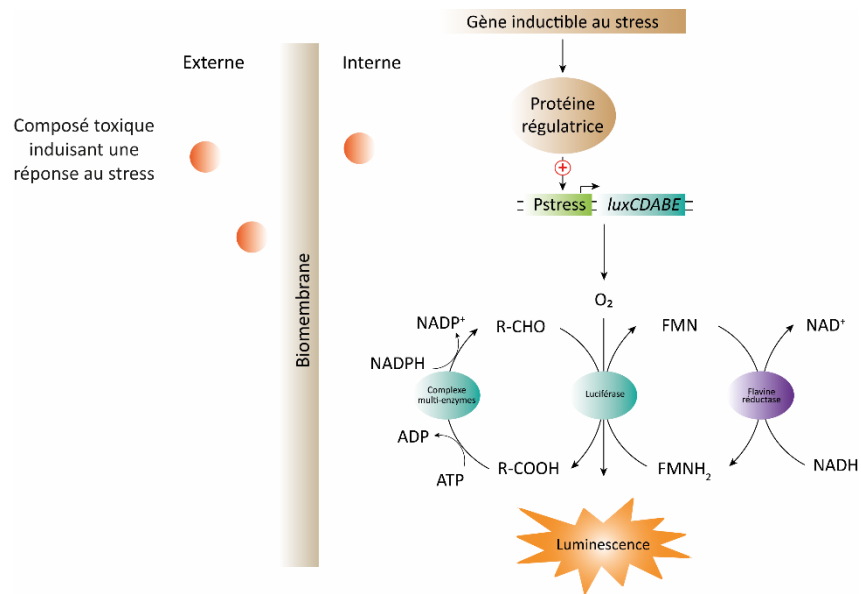 Gène inductible au stress
Externe
Interne
Composé toxique
induisant une
réponse au stress
Biomembrane
Protéine
régulatrice
+
Pstress
luxCDABE
O₂
NADP⁺
R-CHO
FMN
NAD⁺
NADPH
Complexe
multi-enzymes
Luciférase
Flavine
réductase
ADP
ATP
R-COOH
FMNH₂
NADH
Luminescence